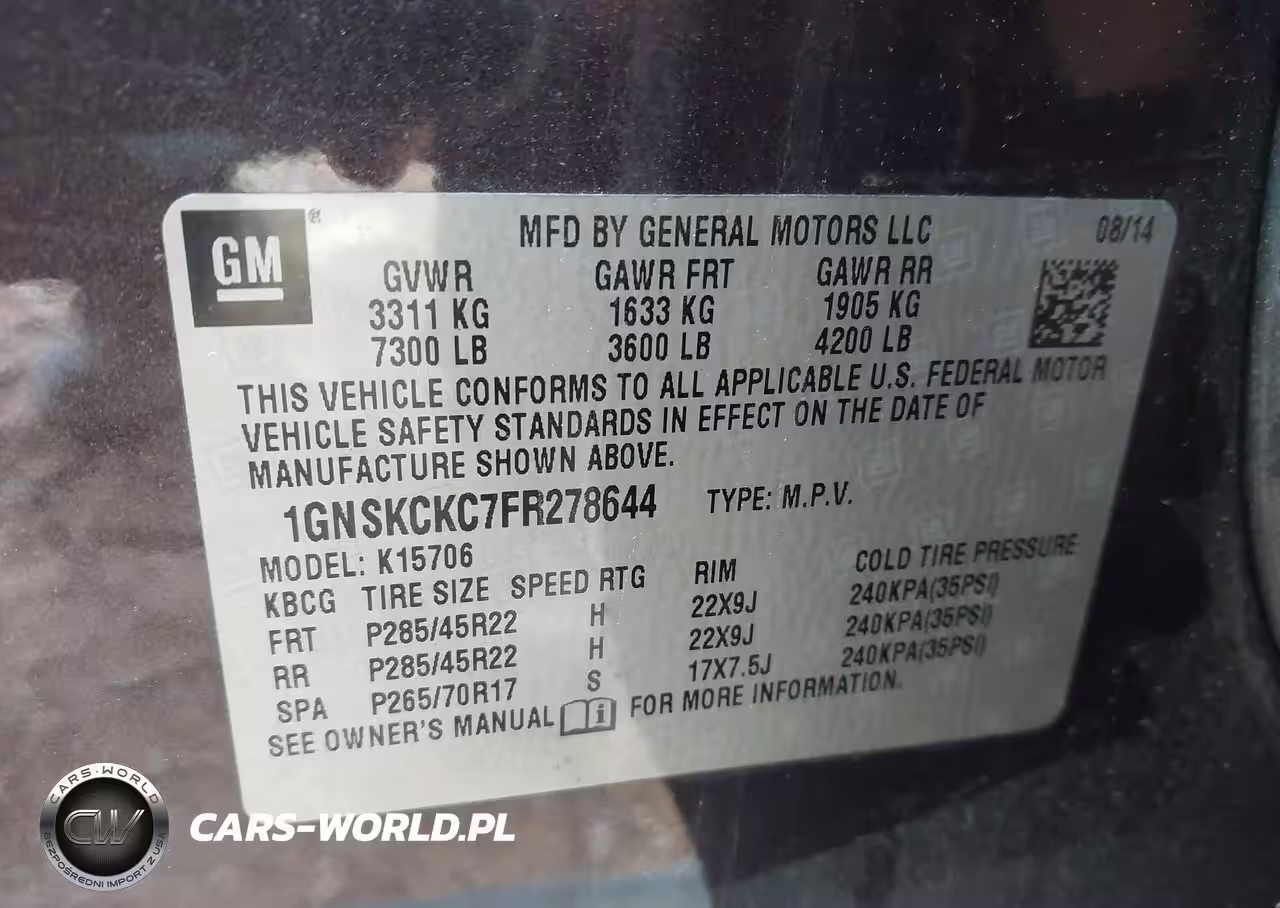 GM ®
MFD BY GENERAL MOTORS LLC 08/14
GVWR GAWR FRT GAWR RR
3311 KG 1633 KG 1905 KG
7300 LB 3600 LB 4200 LB
THIS VEHICLE CONFORMS TO ALL APPLICABLE U.S. FEDERAL MOTOR
VEHICLE SAFETY STANDARDS IN EFFECT ON THE DATE OF
MANUFACTURE SHOWN ABOVE.
1GNSKCKC7FR278644 TYPE: M.P.V.
MODEL: K15706
KBCG TIRE SIZE SPEED RTG RIM COLD TIRE PRESSURE
FRT P285/45R22 H 22X9J 240KPA(35PSI)
RR P285/45R22 H 22X9J 240KPA(35PSI)
SPA P265/70R17 S 17X7.5J 240KPA(35PSI)
SEE OWNER'S MANUAL i FOR MORE INFORMATION.
CARS-WORLD
CW
BEZPOŚREDNI IMPORT Z USA
CARS-WORLD.PL